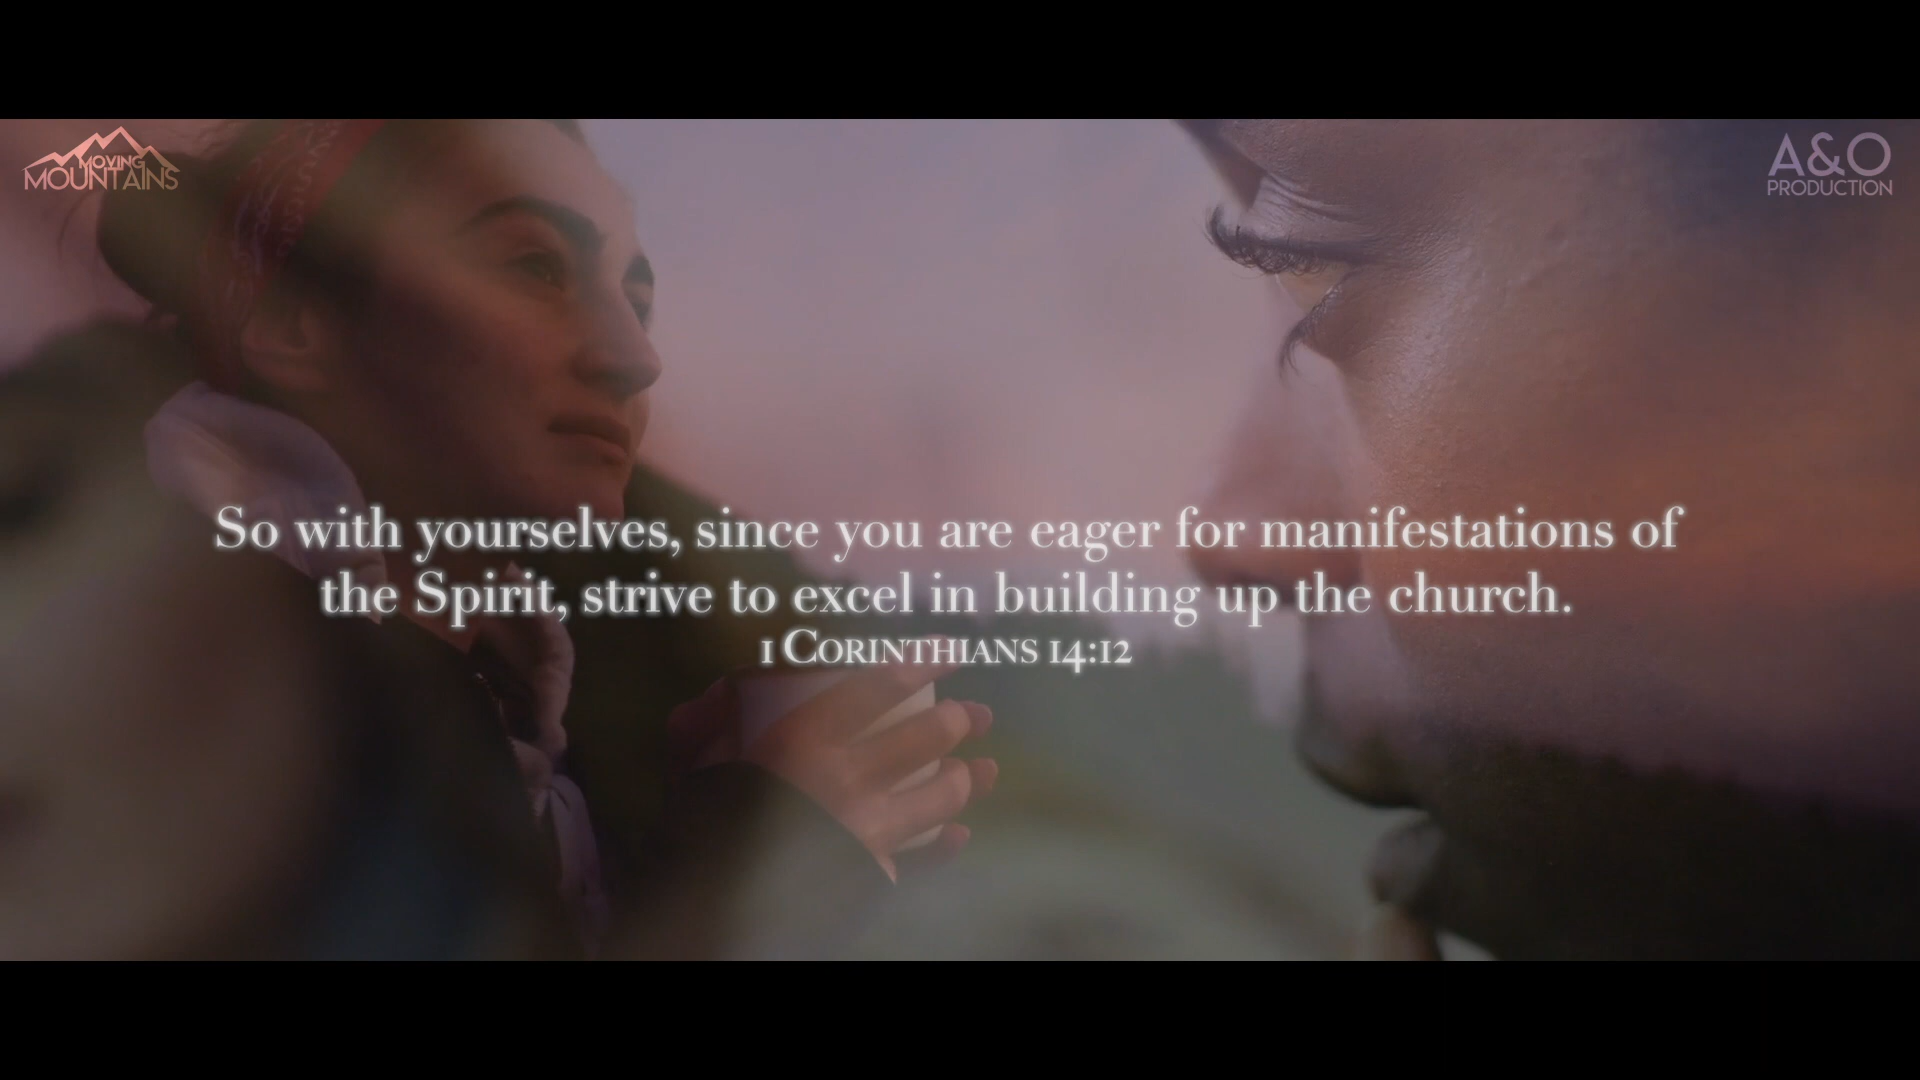 MOVING
MOUNTAINS
A&O
PRODUCTION
So with yourselves, since you are eager for manifestations of
the Spirit, strive to excel in building up the church.
1 CORINTHIANS 14:12